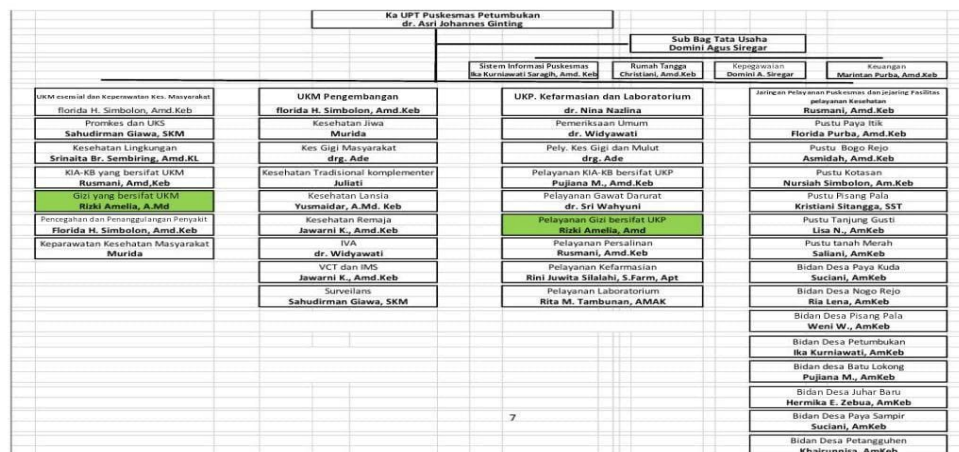 Ka UPT Puskesmas Petumbukan
dr. Asri Johannes Ginting
Sub Bag Tata Usaha
Domini Agus Siregar
Sistem Informasi Puskesmas
Ika Kurniawati Saragih, Amd. Keb
Rumah Tangga
Christiani, Amd.Keb
Kepegawaian
Domini A. Siregar
Keuangan
Marintan Purba, Amd.Keb
UKM esensial dan Keperawatan Kes. Masyarakat
florida H. Simbolon, Amd.Keb
Promkes dan UKS
Sahudirman Giawa, SKM
Kesehatan Lingkungan
Srinaita Br. Sembiring, Amd.KL
KIA-KB yang bersifat UKM
Rusmani, Amd,Keb
Gizi yang bersifat UKM
Rizki Amelia, A.Md
Pencegahan dan Penanggulangan Penyakit
Florida H. Simbolon, Amd.Keb
Keparawatan Kesehatan Masyarakat
Murida
UKM Pengembangan
florida H. Simbolon, Amd.Keb
Kesehatan Jiwa
Murida
Kes Gigi Masyarakat
drg. Ade
Kesehatan Tradisional komplementer
Juliati
Kesehatan Lansia
Yusmaidar, A.Md. Keb
Kesehatan Remaja
Jawarni K., Amd.Keb
IVA
dr. Widyawati
VCT dan IMS
Jawarni K., Amd.Keb
Surveilans
Sahudirman Giawa, SKM
UKP. Kefarmasian dan Laboratorium
dr. Nina Nazlina
Pemeriksaan Umum
dr. Widyawati
Pely. Kes Gigi dan Mulut
drg. Ade
Pelayanan KIA-KB bersifat UKP
Pujiana M., Amd.Keb
Pelayanan Gawat Darurat
dr. Sri Wahyuni
Pelayanan Gizi bersifat UKP
Rizki Amelia, Amd
Pelayanan Persalinan
Rusmani, Amd.Keb
Pelayanan Kefarmasian
Rini Juwita Silalahi, S.Farm, Apt
Pelayanan Laboratorium
Rita M. Tambunan, AMAK
Jaringan Pelayanan Puskesmas dan jejaring Fasilitas
pelayanan Kesehatan
Rusmani, Amd.Keb
Pustu Paya Itik
Florida Purba, Amd.Keb
Pustu Bogo Rejo
Asmidah, Amd.Keb
Pustu Kotasan
Nursiah Simbolon, Am.Keb
Pustu Pisang Pala
Kristiani Sitangga, SST
Pustu Tanjung Gusti
Lisa N., AmKeb
Pustu tanah Merah
Saliani, AmKeb
Bidan Desa Paya Kuda
Suciani, AmKeb
Bidan Desa Nogo Rejo
Ria Lena, AmKeb
Bidan Desa Pisang Pala
Weni W., AmKeb
Bidan Desa Petumbukan
Ika Kurniawati, AmKeb
Bidan desa Batu Lokong
Pujiana M., AmKeb
Bidan Desa Juhar Baru
Hermika E. Zebua, AmKeb
Bidan Desa Paya Sampir
Suciani, AmKeb
Bidan Desa Petangguhen
Khairunnisa, AmKeb
7